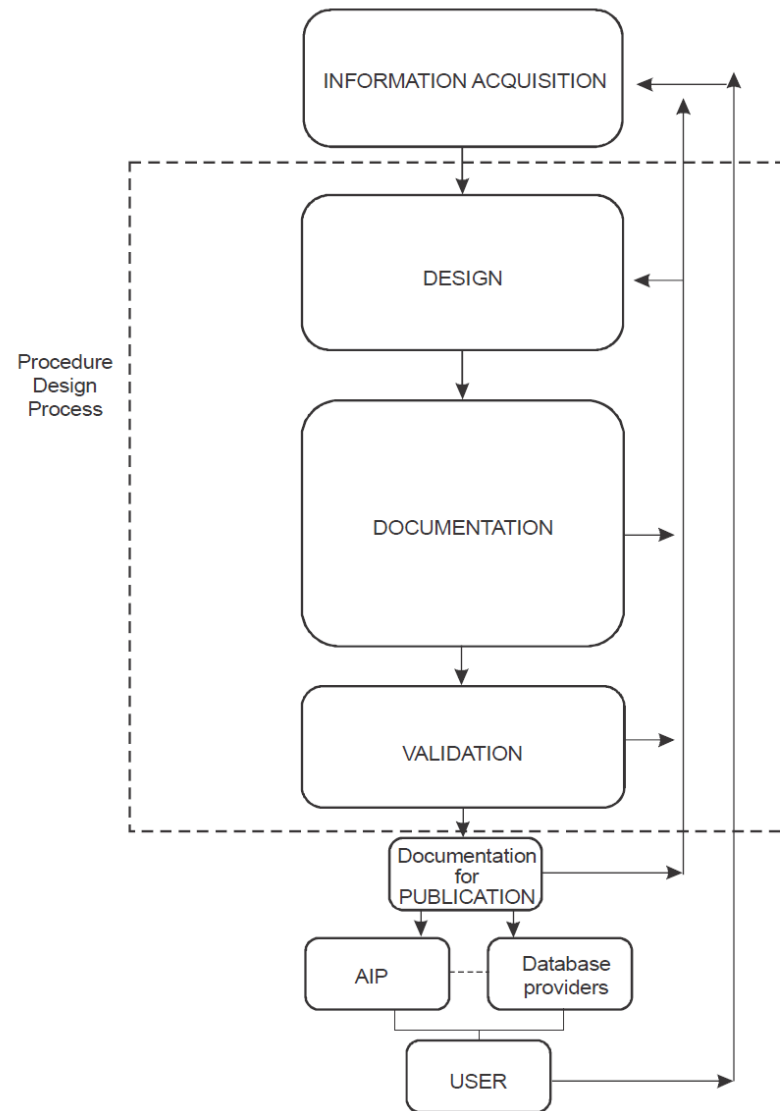 INFORMATION ACQUISITION
DESIGN
Procedure
Design
Process
DOCUMENTATION
VALIDATION
Documentation
for
PUBLICATION
AIP
Database
providers
USER